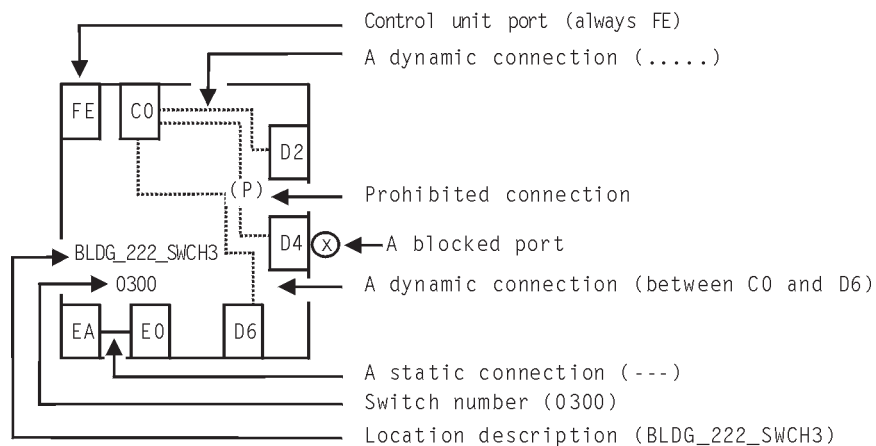 Control unit port (always FE)
A dynamic connection (.....)
FE
C0
D2
(P)
Prohibited connection
D4
X
A blocked port
BLDG_222_SWCH3
0300
A dynamic connection (between C0 and D6)
EA
E0
D6
A static connection (---)
Switch number (0300)
Location description (BLDG_222_SWCH3)